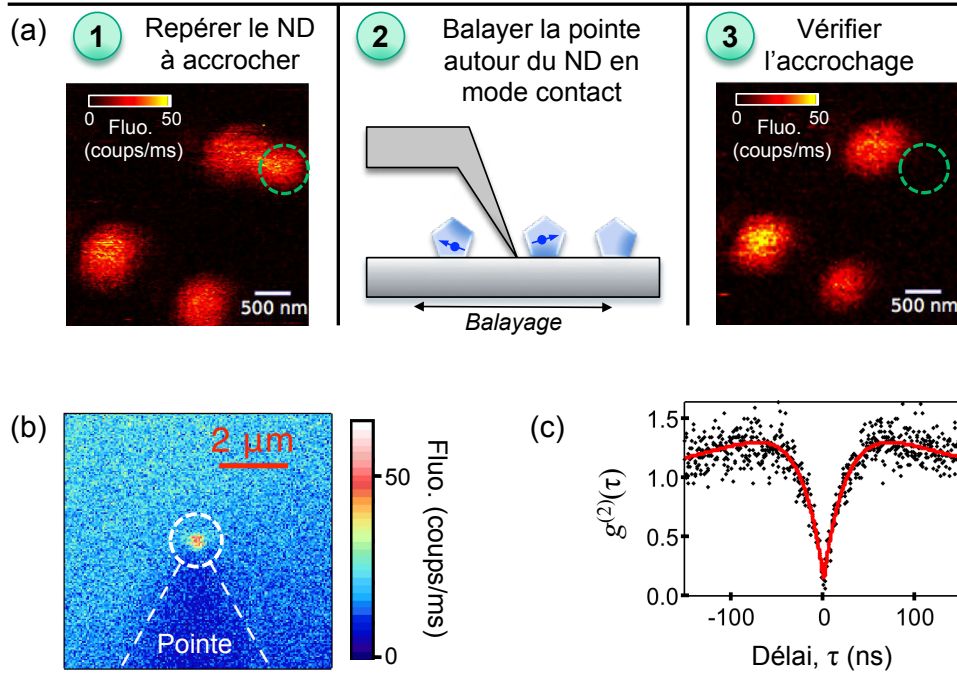 (a)
1
Repérer le ND
à accrocher
0 50
Fluo.
(coups/ms)
500 nm
2
Balayer la pointe
autour du ND en
mode contact
Balayage
3
Vérifier
l'accrochage
0 50
Fluo.
(coups/ms)
500 nm
(b)
2 µm
Pointe
50
0
Fluo. (coups/ms)
(c)
g(2)(τ)
1.5
1.0
0.5
0.0
-100 0 100
Délai, τ (ns)